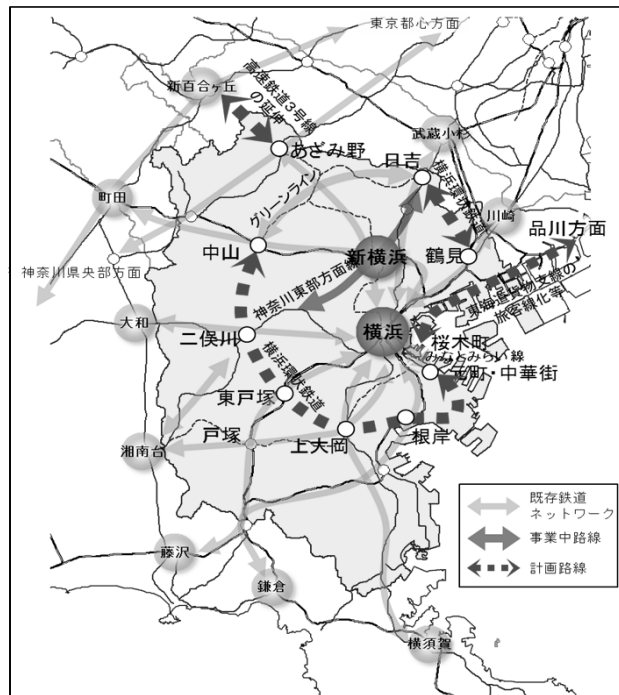 東京都心方面
新百合ヶ丘
高速鉄道3号線
の延伸
武蔵小杉
あざみ野
日吉
グリーンライン
横浜環状鉄道
町田
川崎
中山
新横浜
鶴見
品川方面
神奈川県央部方面
神奈川東部方面線
東海道貨物支線の
旅客線化等
大和
二俣川
横浜
桜木町
みなとみらい線
元町・中華街
横浜環状鉄道
東戸塚
戸塚
上大岡
根岸
湘南台
既存鉄道
ネットワーク
事業中路線
計画路線
藤沢
鎌倉
横須賀